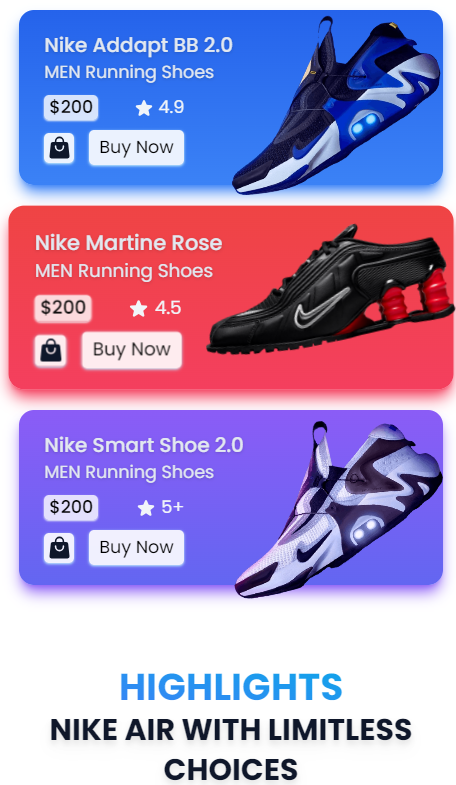 Nike Addapt BB 2.0
MEN Running Shoes
$200 4.9
Buy Now
Nike Martine Rose
MEN Running Shoes
$200 4.5
Buy Now
Nike Smart Shoe 2.0
MEN Running Shoes
$200 5+
Buy Now
HIGHLIGHTS
NIKE AIR WITH LIMITLESS
CHOICES